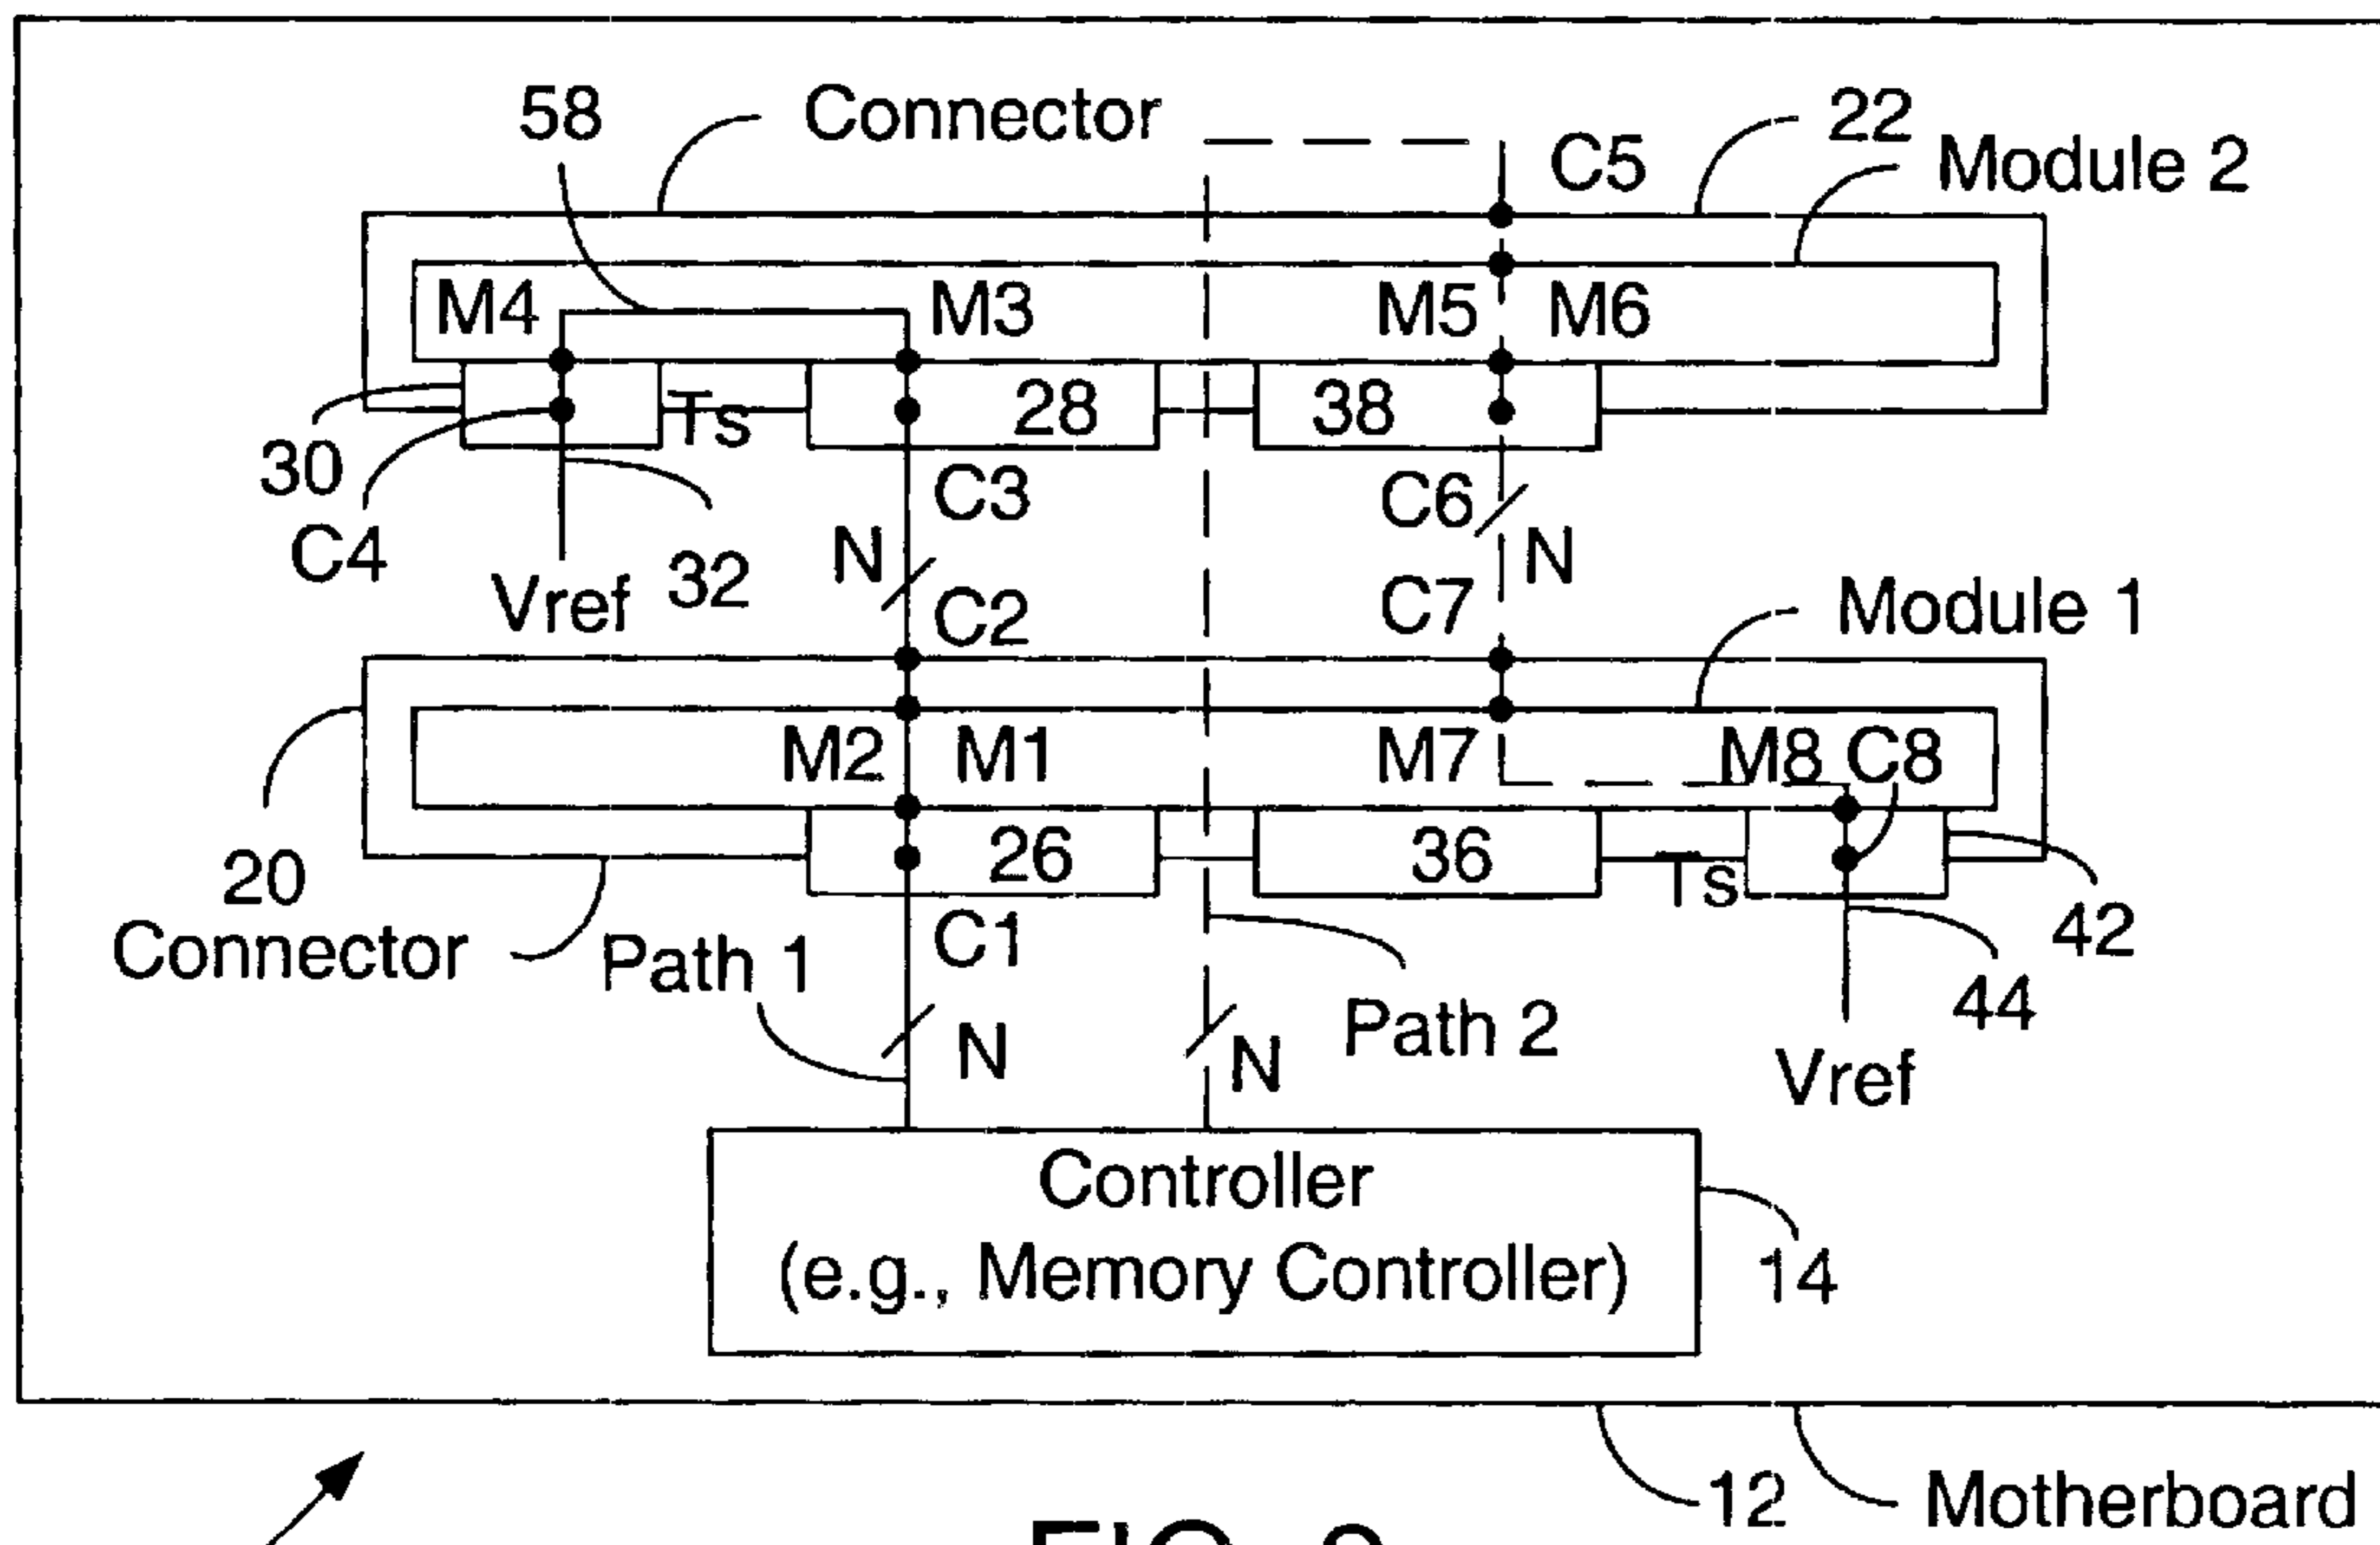 58
Connector
C5
22
Module 2
M4
M3
M5
M6
Ts
28
38
30
C4
Vref
32
C3
N
C2
C6
N
C7
Module 1
M2
M1
M7
M8
C8
20
Connector
26
36
Ts
42
44
Vref
C1
Path 1
N
N
Path 2
Controller
(e.g., Memory Controller)
14
12
Motherboard